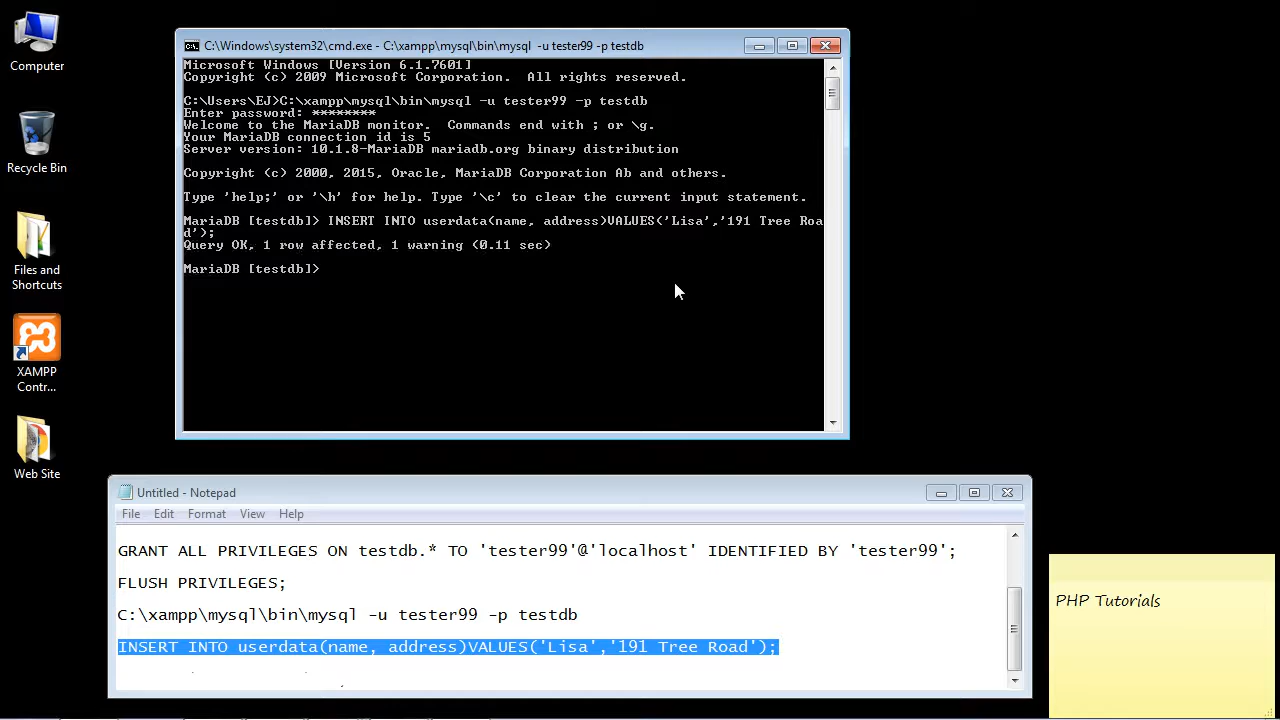 Computer
Recycle Bin
Files and
Shortcuts
XAMPP
Contr...
Web Site
C:\Windows\system32\cmd.exe - C:\xampp\mysql\bin\mysql  -u tester99 -p testdb
Microsoft Windows [Version 6.1.7601]
Copyright (c) 2009 Microsoft Corporation.  All rights reserved.
C:\Users\EJ>C:\xampp\mysql\bin\mysql -u tester99 -p testdb
Enter password: ********
Welcome to the MariaDB monitor.  Commands end with ; or \g.
Your MariaDB connection id is 5
Server version: 10.1.8-MariaDB mariadb.org binary distribution
Copyright (c) 2000, 2015, Oracle, MariaDB Corporation Ab and others.
Type 'help;' or '\h' for help. Type '\c' to clear the current input statement.
MariaDB [testdb]> INSERT INTO userdata(name, address)VALUES('Lisa','191 Tree Roa
d');
Query OK, 1 row affected, 1 warning (0.11 sec)
MariaDB [testdb]>
Untitled - Notepad
File Edit Format View Help
GRANT ALL PRIVILEGES ON testdb.* TO 'tester99'@'localhost' IDENTIFIED BY 'tester99';
FLUSH PRIVILEGES;
C:\xampp\mysql\bin\mysql -u tester99 -p testdb
INSERT INTO userdata(name, address)VALUES('Lisa','191 Tree Road');
PHP Tutorials